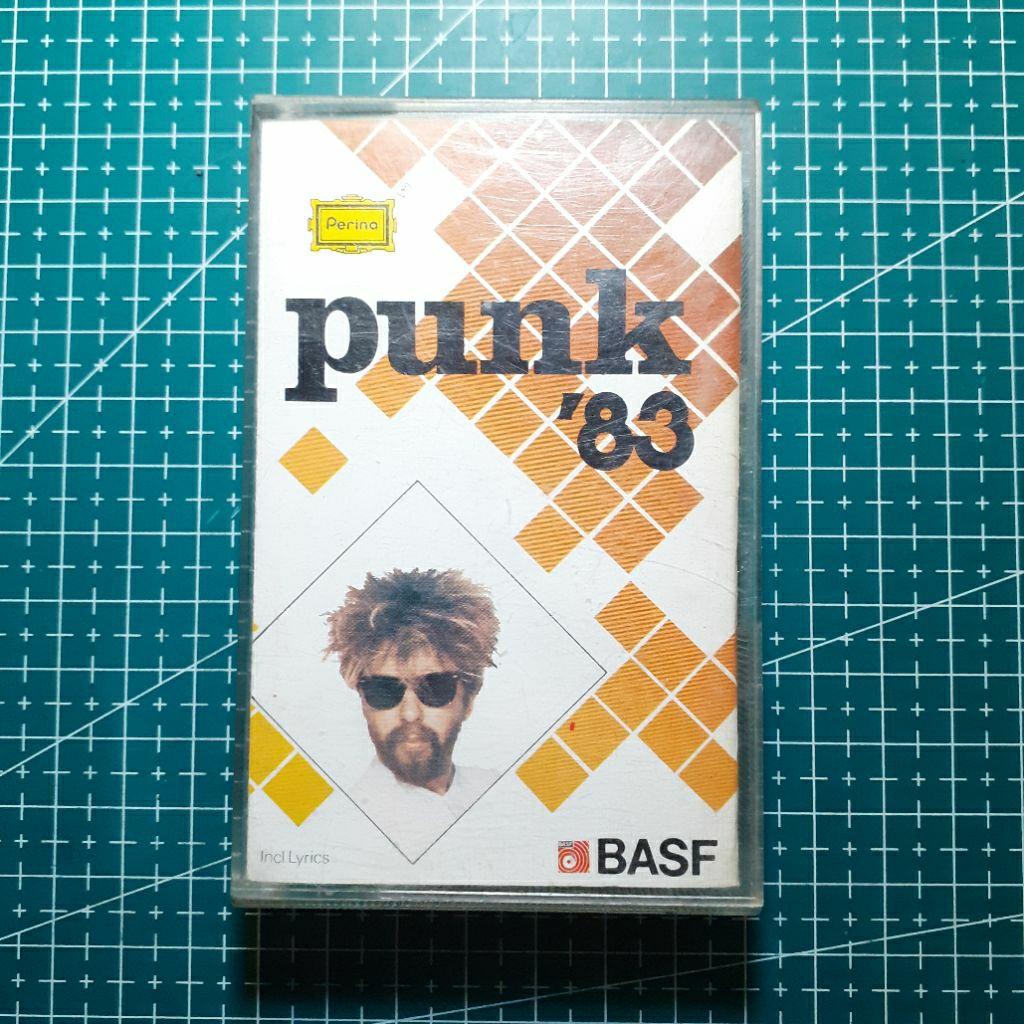 Perina
punk
'83
Incl Lyrics
BASF
BASF